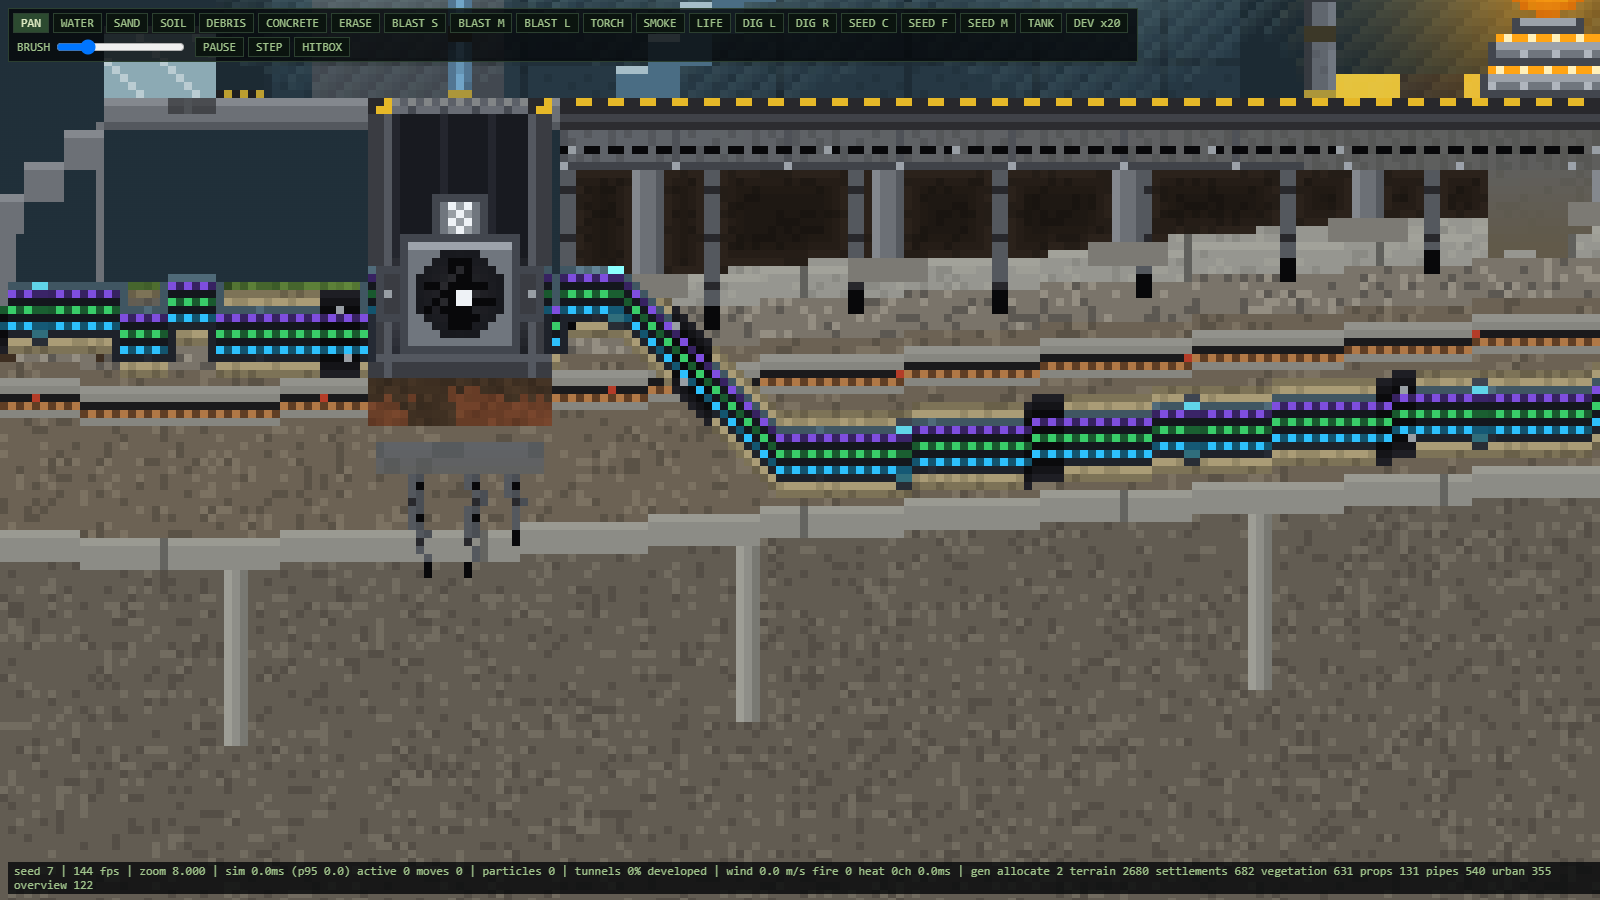 PAN WATER SAND SOIL DEBRIS CONCRETE ERASE BLAST S BLAST M BLAST L TORCH SMOKE LIFE DIG L DIG R SEED C SEED F SEED M TANK DEV x20
BRUSH PAUSE STEP HITBOX
seed 7 | 144 fps | zoom 8.000 | sim 0.0ms (p95 0.0) active 0 moves 0 | particles 0 | tunnels 0% developed | wind 0.0 m/s fire 0 heat 0ch 0.0ms | gen allocate 2 terrain 2680 settlements 682 vegetation 631 props 131 pipes 540 urban 355
overview 122